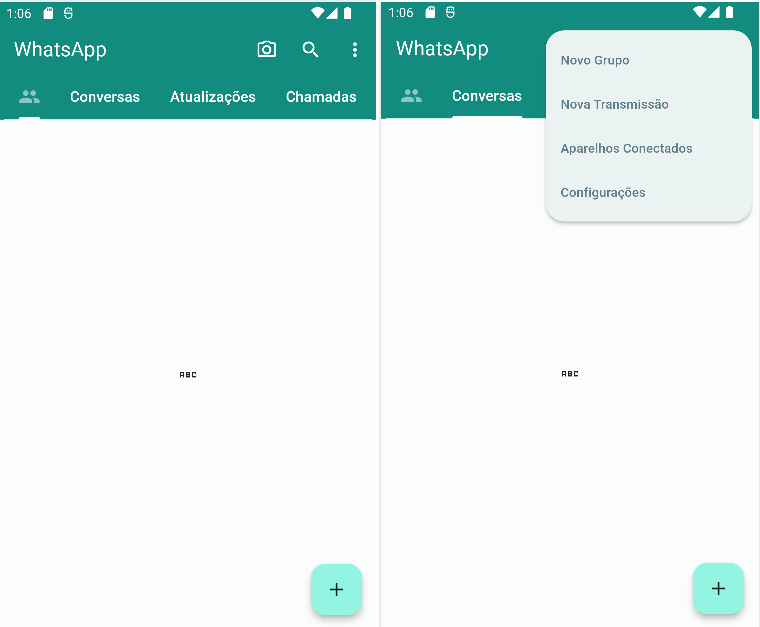 1:06
WhatsApp
Conversas Atualizações Chamadas
ABC
1:06
WhatsApp
Conversas
Novo Grupo
Nova Transmissão
Aparelhos Conectados
Configurações
ABC